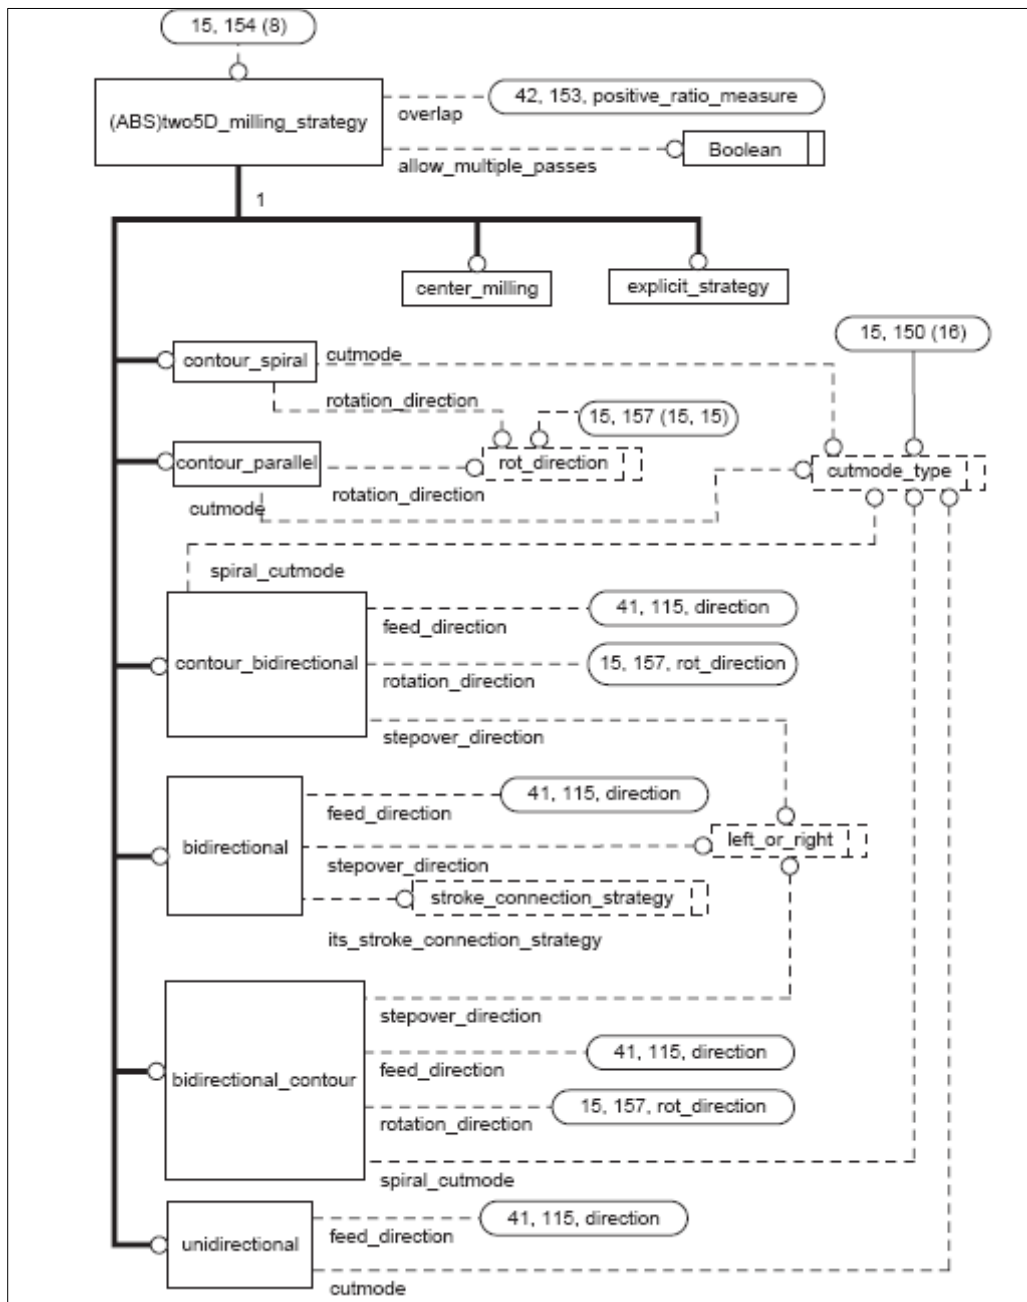 15, 154 (8)
(ABS)two5D_milling_strategy
42, 153, positive_ratio_measure
overlap
Boolean
allow_multiple_passes
1
center_milling
explicit_strategy
15, 150 (16)
contour_spiral
cutmode
rotation_direction
15, 157 (15, 15)
contour_parallel
rot_direction
cutmode_type
rotation_direction
cutmode
spiral_cutmode
41, 115, direction
feed_direction
contour_bidirectional
15, 157, rot_direction
rotation_direction
stepover_direction
41, 115, direction
feed_direction
bidirectional
left_or_right
stepover_direction
stroke_connection_strategy
its_stroke_connection_strategy
stepover_direction
41, 115, direction
feed_direction
bidirectional_contour
15, 157, rot_direction
rotation_direction
spiral_cutmode
41, 115, direction
feed_direction
unidirectional
cutmode